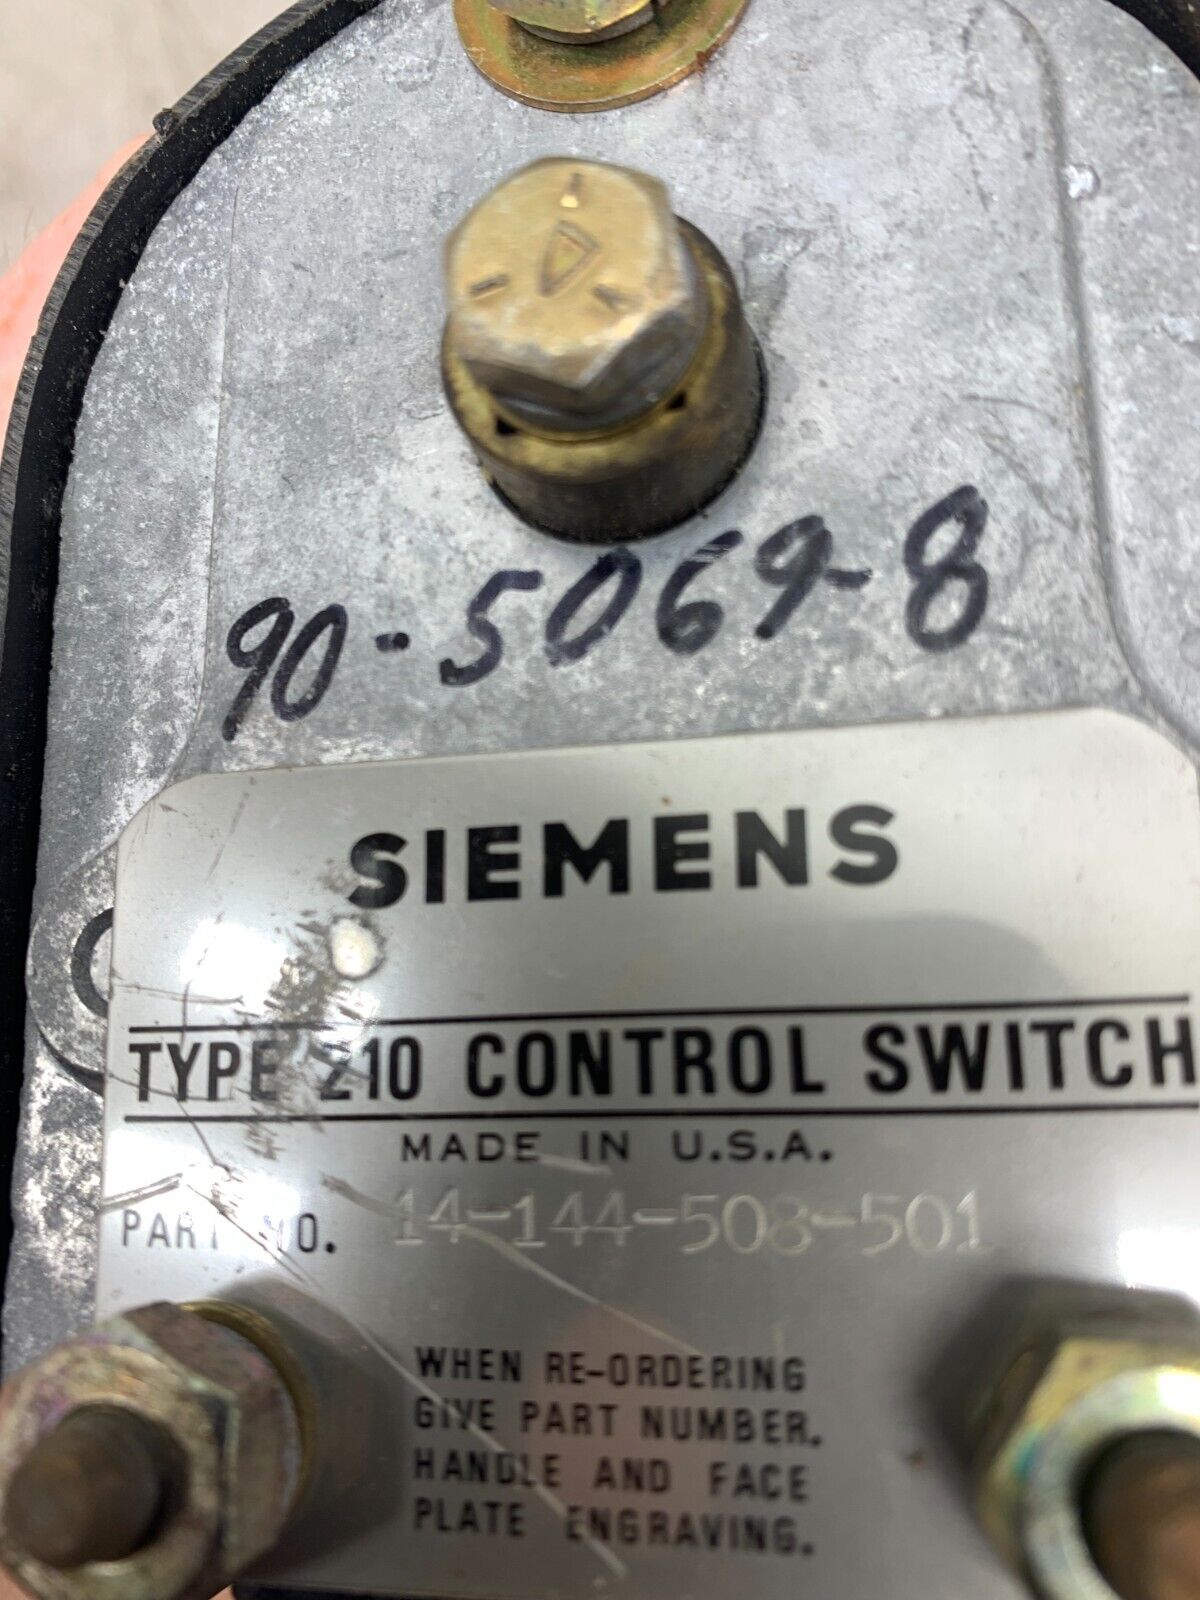 90-5069-8
SIEMENS
TYPE 210 CONTROL SWITCH
MADE IN U.S.A.
PART NO. 14-144-508-501
WHEN RE-ORDERING
GIVE PART NUMBER.
HANDLE AND FACE
PLATE ENGRAVING.